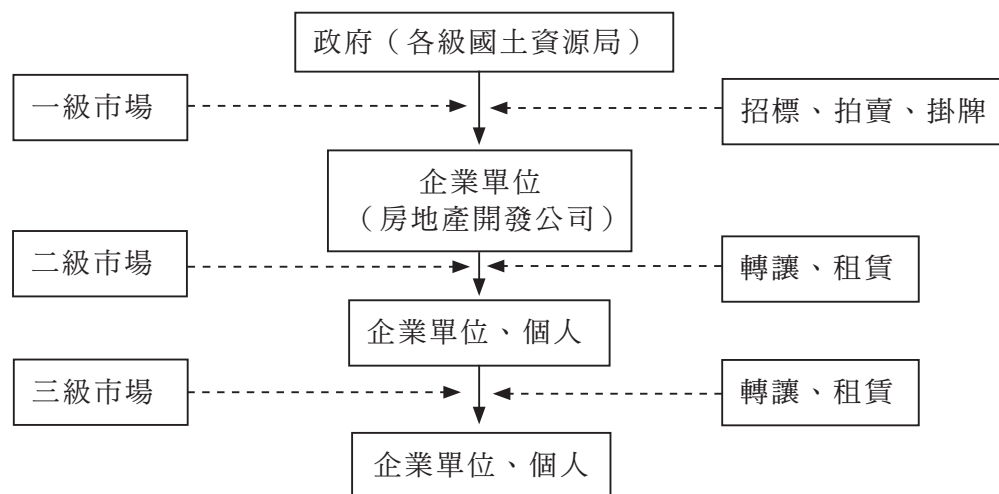 政府（各級國土資源局）
一級市場
招標、拍賣、掛牌
企業單位
（房地產開發公司）
二級市場
轉讓、租賃
企業單位、個人
三級市場
轉讓、租賃
企業單位、個人